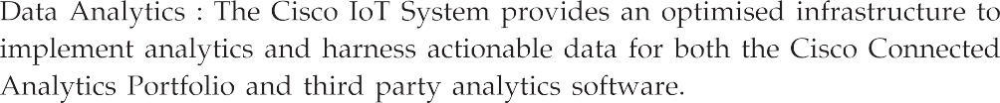 Data Analytics : The Cisco IoT System provides an optimised infrastructure to
implement analytics and harness actionable data for both the Cisco Connected
Analytics Portfolio and third party analytics software.